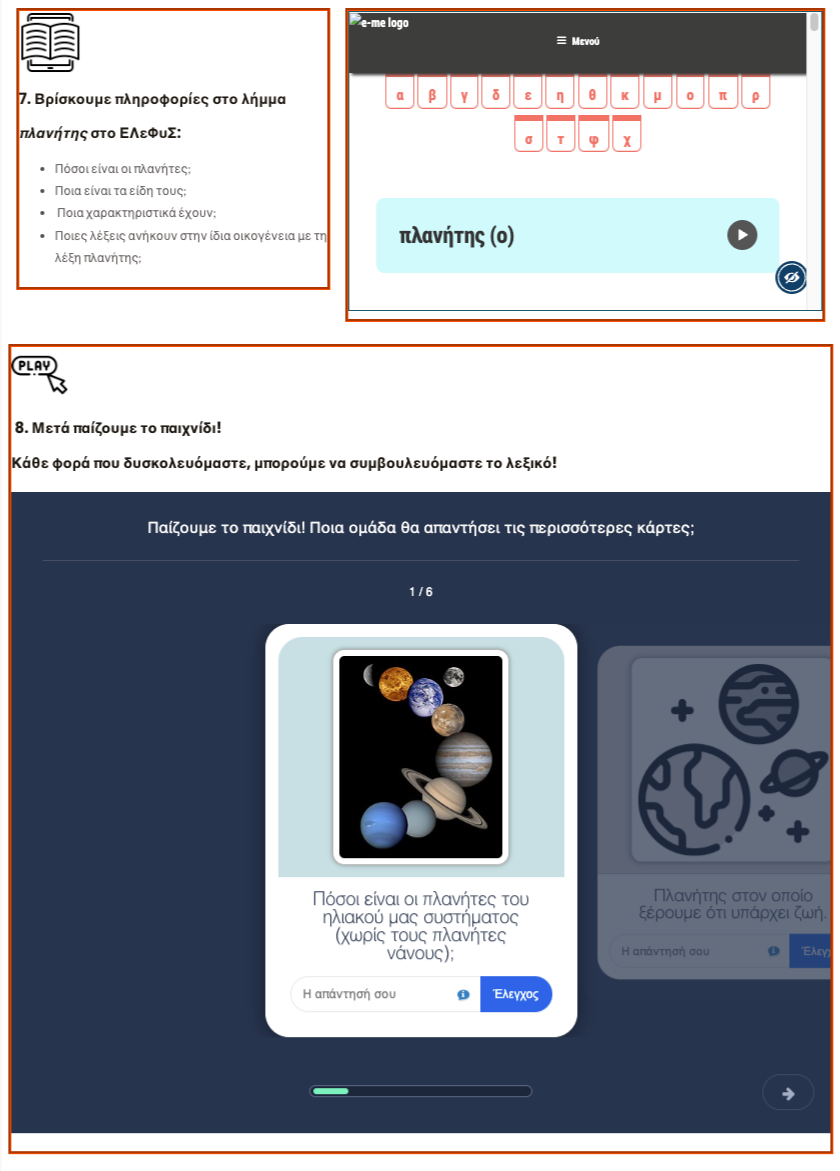 7. Βρίσκουμε πληροφορίες στο λήμμα
πλανήτης στο ΕΛεΦυΣ:
Πόσοι είναι οι πλανήτες;
Ποια είναι τα είδη τους;
Ποια χαρακτηριστικά έχουν;
Ποιες λέξεις ανήκουν στην ίδια οικογένεια με τη
λέξη πλανήτης;
e-me logo
Μενού
α β γ δ ε η θ κ μ ο π ρ
σ τ φ χ
πλανήτης (ο)
PLAY
8. Μετά παίζουμε το παιχνίδι!
Κάθε φορά που δυσκολευόμαστε, μπορούμε να συμβουλευόμαστε το λεξικό!
Παίζουμε το παιχνίδι! Ποια ομάδα θα απαντήσει τις περισσότερες κάρτες;
1 / 6
Πόσοι είναι οι πλανήτες του
ηλιακού μας συστήματος
(χωρίς τους πλανήτες
νάνους);
Η απάντησή σου
Έλεγχος
Πλανήτης στον οποίο
ξέρουμε ότι υπάρχει ζωή.
Η απάντησή σου
Έλεγχ